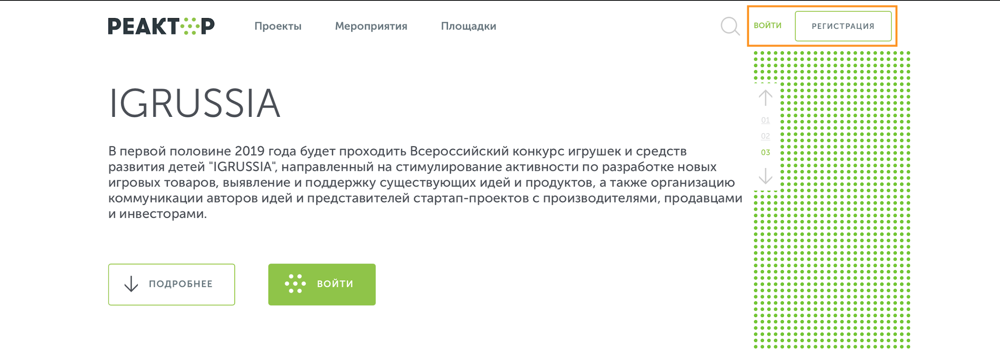 РЕАКТОР
Проекты Мероприятия Площадки
ВОЙТИ РЕГИСТРАЦИЯ
IGRUSSIA
В первой половине 2019 года будет проходить Всероссийский конкурс игрушек и средств
развития детей "IGRUSSIA", направленный на стимулирование активности по разработке новых
игровых товаров, выявление и поддержку существующих идей и продуктов, а также организацию
коммуникации авторов идей и представителей стартап-проектов с производителями, продавцами
и инвесторами.
01
02
03
ПОДРОБНЕЕ
ВОЙТИ